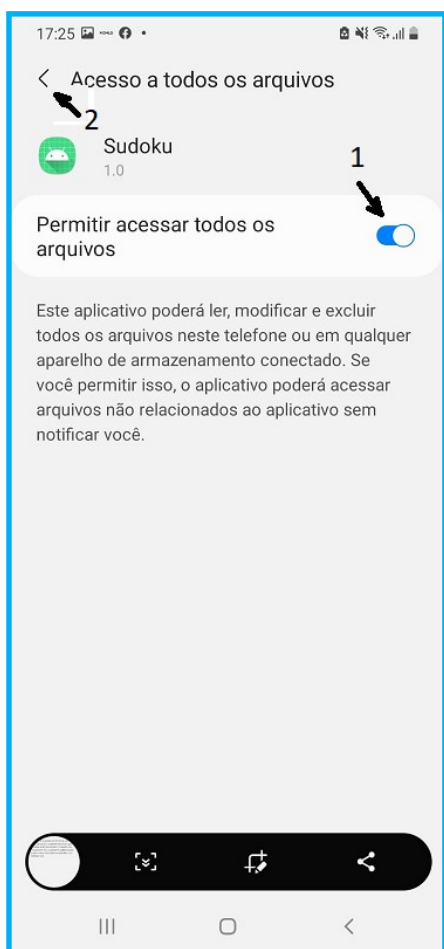 17:25
Acesso a todos os arquivos
2
Sudoku
1.0
1
Permitir acessar todos os
arquivos
Este aplicativo poderá ler, modificar e excluir
todos os arquivos neste telefone ou em qualquer
aparelho de armazenamento conectado. Se
você permitir isso, o aplicativo poderá acessar
arquivos não relacionados ao aplicativo sem
notificar você.